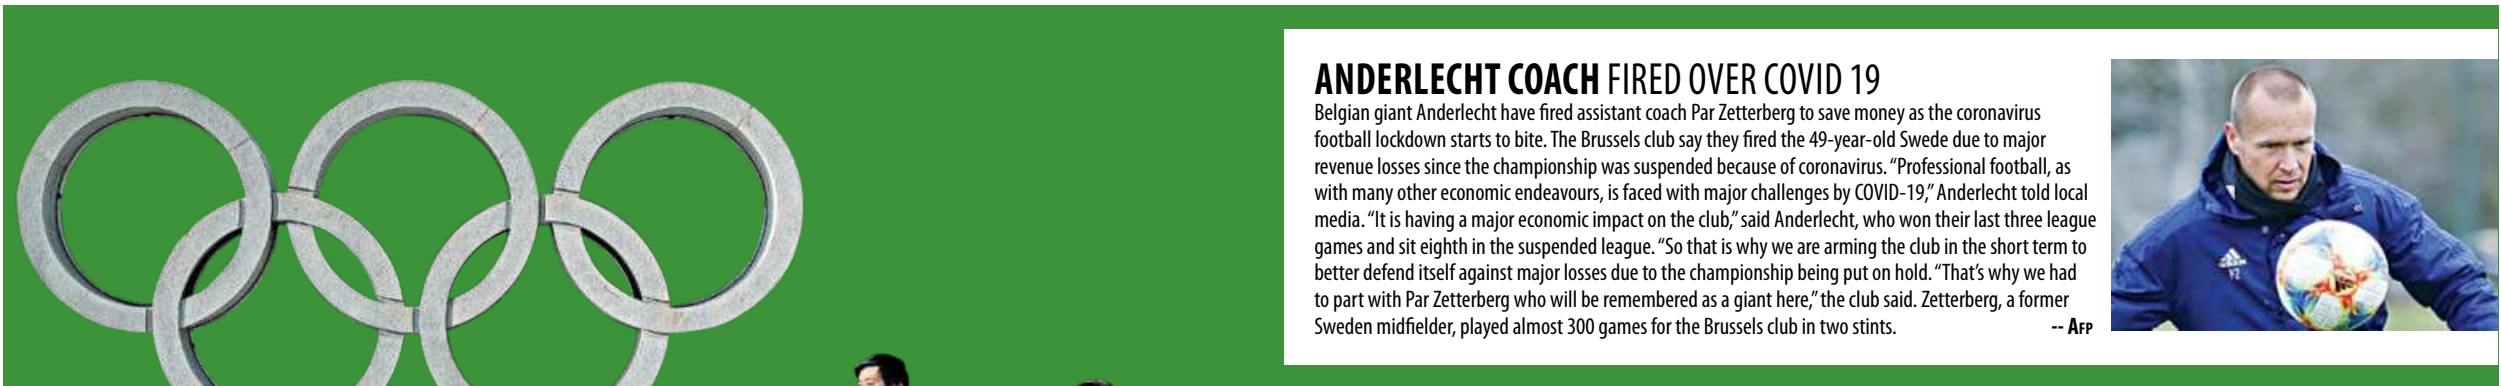 ANDERLECHT COACH FIRED OVER COVID 19
Belgian giant Anderlecht have fired assistant coach Par Zetterberg to save money as the coronavirus
football lockdown starts to bite. The Brussels club say they fired the 49-year-old Swede due to major
revenue losses since the championship was suspended because of coronavirus. “Professional football, as
with many other economic endeavours, is faced with major challenges by COVID-19,” Anderlecht told local
media. “It is having a major economic impact on the club,” said Anderlecht, who won their last three league
games and sit eighth in the suspended league. “So that is why we are arming the club in the short term to
better defend itself against major losses due to the championship being put on hold. “That’s why we had
to part with Par Zetterberg who will be remembered as a giant here,” the club said. Zetterberg, a former
Sweden midfielder, played almost 300 games for the Brussels club in two stints. -- AFP